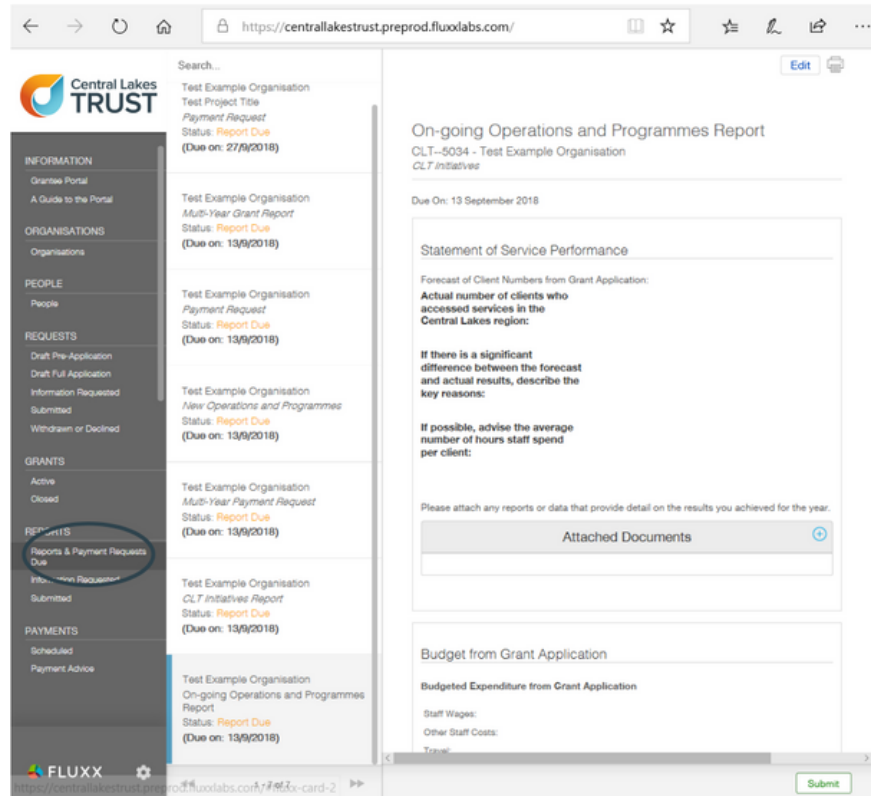 https://centrallakestrust.preprod.fluxxlabs.com/
Central Lakes
TRUST
INFORMATION
Grantee Portal
A Guide to the Portal
ORGANISATIONS
Organisations
PEOPLE
People
REQUESTS
Draft Pre-Application
Draft Full Application
Information Requested
Submitted
Withdrawn or Declined
GRANTS
Active
Closed
REPORTS
Reports & Payment Requests
Due
Information Requested
Submitted
PAYMENTS
Scheduled
Payment Advice
FLUXX
Search...
Test Example Organisation
Test Project Title
Payment Request
Status: Report Due
(Due on: 27/9/2018)
Test Example Organisation
Multi-Year Grant Report
Status: Report Due
(Due on: 13/9/2018)
Test Example Organisation
Payment Request
Status: Report Due
(Due on: 13/9/2018)
Test Example Organisation
New Operations and Programmes
Status: Report Due
(Due on: 13/9/2018)
Test Example Organisation
Multi-Year Payment Request
Status: Report Due
(Due on: 13/9/2018)
Test Example Organisation
CLT Initiatives Report
Status: Report Due
(Due on: 13/9/2018)
Test Example Organisation
On-going Operations and Programmes
Report
Status: Report Due
(Due on: 13/9/2018)
1 - 7 of 7
Edit
On-going Operations and Programmes Report
CLT--5034 - Test Example Organisation
CLT Initiatives
Due On: 13 September 2018
Statement of Service Performance
Forecast of Client Numbers from Grant Application:
Actual number of clients who
accessed services in the
Central Lakes region:
If there is a significant
difference between the forecast
and actual results, describe the
key reasons:
If possible, advise the average
number of hours staff spend
per client:
Please attach any reports or data that provide detail on the results you achieved for the year.
Attached Documents
Budget from Grant Application
Budgeted Expenditure from Grant Application
Staff Wages:
Other Staff Costs:
Travel:
Submit